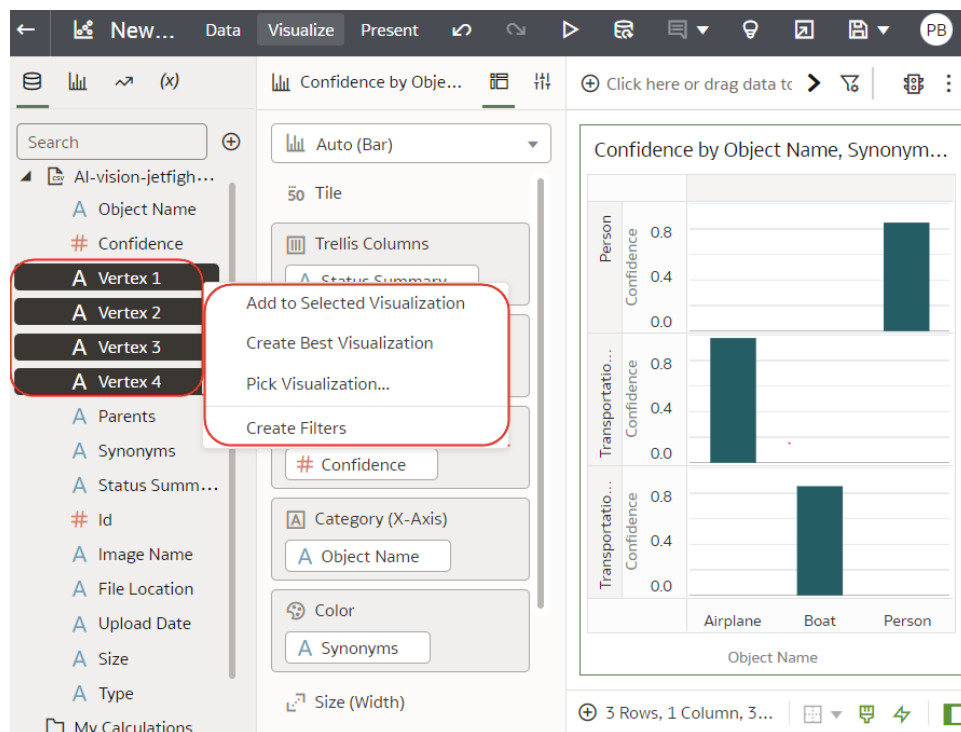 New...
Data
Visualize
Present
PB
(x)
Confidence by Obje...
Click here or drag data tc
Search
AI-vision-jetfigh...
A Object Name
# Confidence
A Vertex 1
A Vertex 2
A Vertex 3
A Vertex 4
A Parents
A Synonyms
A Status Summ...
# Id
A Image Name
A File Location
A Upload Date
A Size
A Type
My Calculations
Auto (Bar)
50 Tile
Trellis Columns
A Status Summary
Add to Selected Visualization
Create Best Visualization
Pick Visualization...
Create Filters
# Confidence
A Category (X-Axis)
A Object Name
Color
A Synonyms
Size (Width)
Confidence by Object Name, Synonym...
Person
Confidence
0.8
0.4
0.0
Transportatio...
Confidence
0.8
0.4
0.0
Transportatio...
Confidence
0.8
0.4
0.0
Airplane
Boat
Person
Object Name
3 Rows, 1 Column, 3...